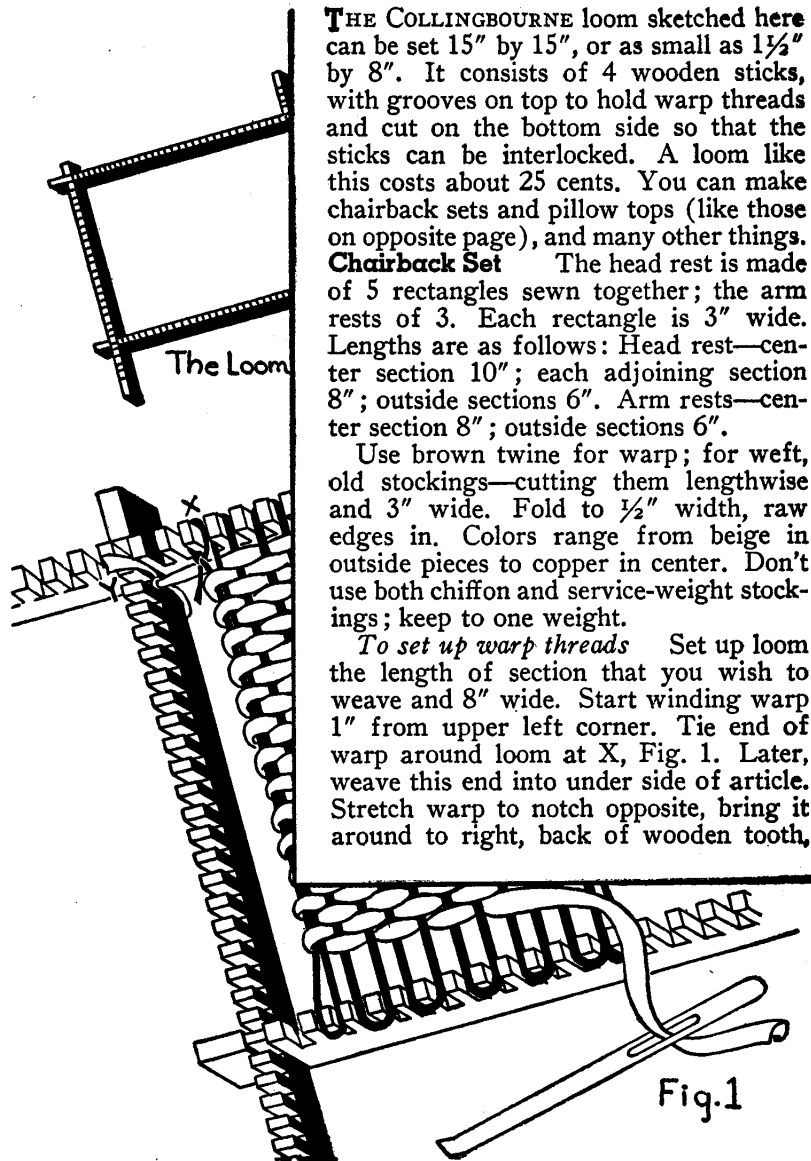 THE COLLINGBOURNE loom sketched here
can be set 15″ by 15″, or as small as 1½″
by 8″. It consists of 4 wooden sticks,
with grooves on top to hold warp threads
and cut on the bottom side so that the
sticks can be interlocked. A loom like
this costs about 25 cents. You can make
chairback sets and pillow tops (like those
on opposite page), and many other things.
Chairback Set The head rest is made
of 5 rectangles sewn together; the arm
rests of 3. Each rectangle is 3″ wide.
Lengths are as follows: Head rest—cen-
ter section 10″; each adjoining section
8″; outside sections 6″. Arm rests—cen-
ter section 8″; outside sections 6″.
Use brown twine for warp; for weft,
old stockings—cutting them lengthwise
and 3″ wide. Fold to ½″ width, raw
edges in. Colors range from beige in
outside pieces to copper in center. Don't
use both chiffon and service-weight stock-
ings; keep to one weight.
To set up warp threads Set up loom
the length of section that you wish to
weave and 8″ wide. Start winding warp
1″ from upper left corner. Tie end of
warp around loom at X, Fig. 1. Later,
weave this end into under side of article.
Stretch warp to notch opposite, bring it
around to right, back of wooden tooth,
The Loom
X
Y
Fig.1